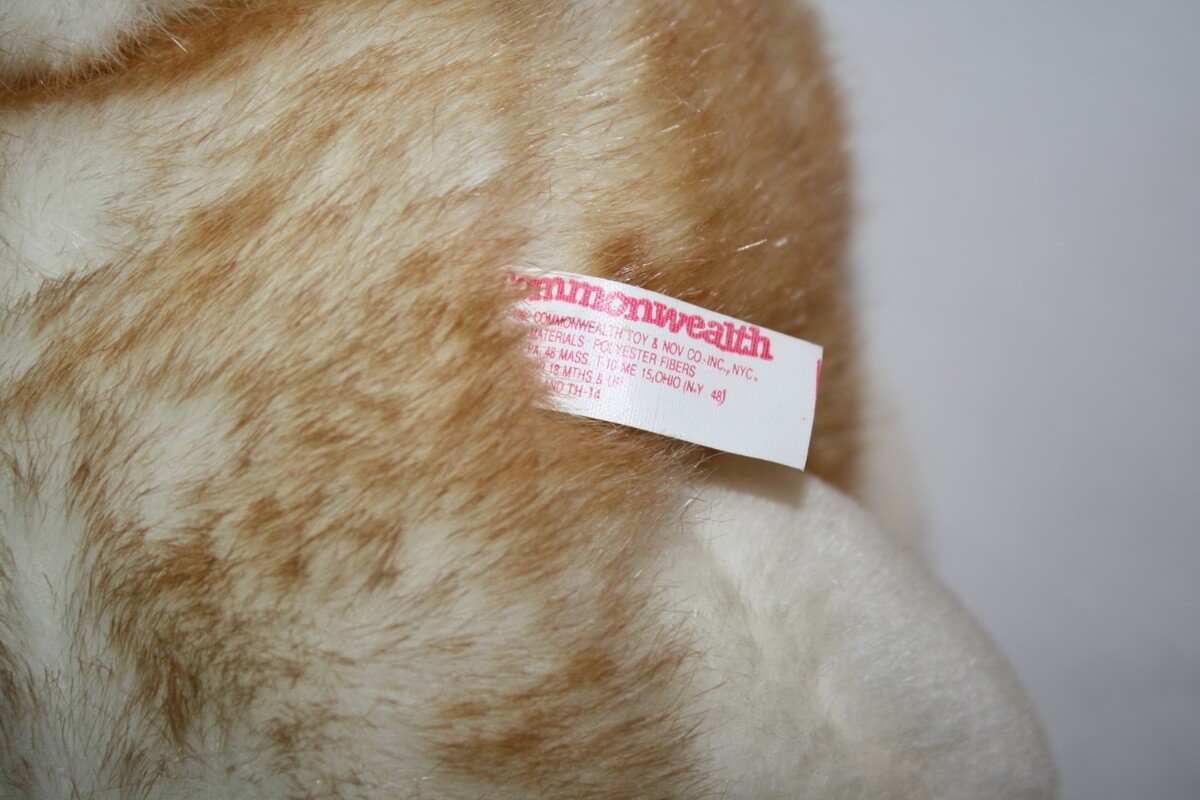 commonwealth
COMMONWEALTH TOY & NOV CO-INC., NYC.
MATERIALS POLYESTER FIBERS
PA. 48 MASS. T-10 ME 15, OHIO (N.Y 48)
18 MTHS & UP
AND TH-14